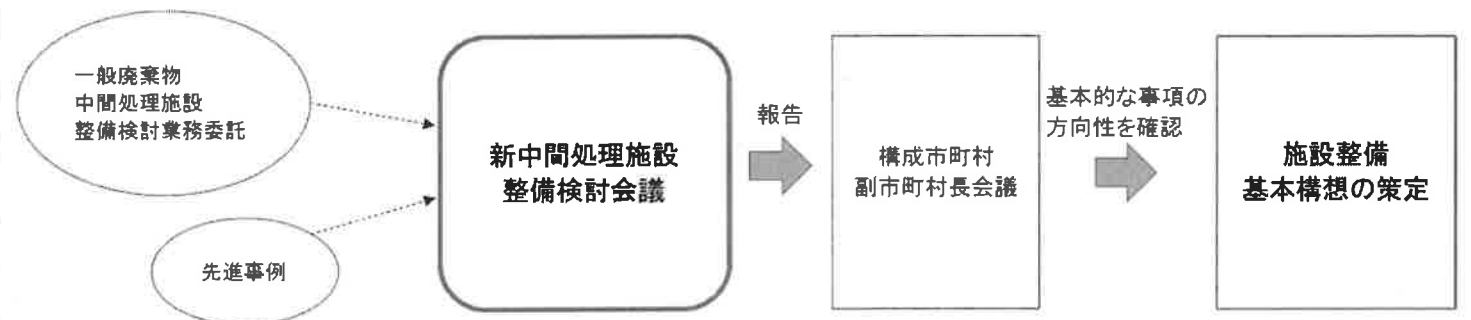 一般廃棄物
中間処理施設
整備検討業務委託
先進事例
新中間処理施設
整備検討会議
報告
構成市町村
副市町村長会議
基本的な事項の
方向性を確認
施設整備
基本構想の策定